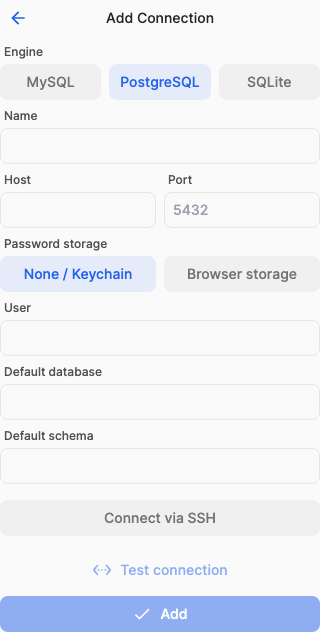 Add Connection
Engine
MySQL PostgreSQL SQLite
Name
Host Port
5432
Password storage
None / Keychain Browser storage
User
Default database
Default schema
Connect via SSH
Test connection
Add